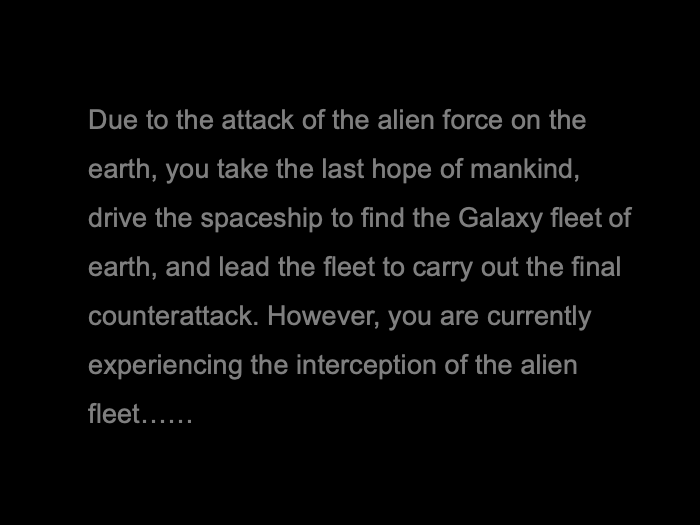 Due to the attack of the alien force on the
earth, you take the last hope of mankind,
drive the spaceship to find the Galaxy fleet of
earth, and lead the fleet to carry out the final
counterattack. However, you are currently
experiencing the interception of the alien
fleet……